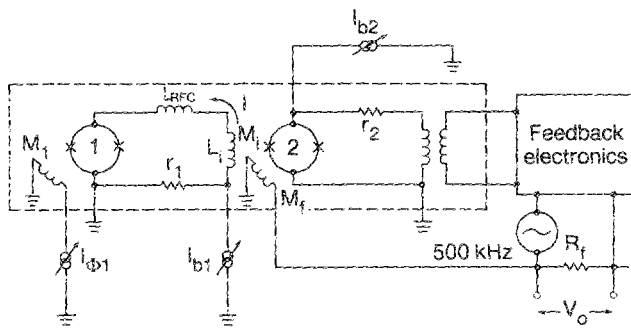 I_b2
L_RFC
I
M_1
1
L_i
M_i
2
r_2
Feedback
electronics
r_1
M_f
I_Φ1
I_b1
500 kHz
R_f
V_o